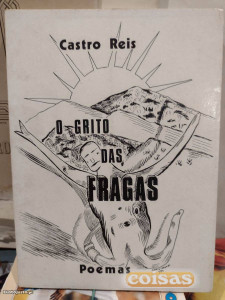 Castro Reis
O GRITO
DAS
FRAGAS
Poemas
coisas